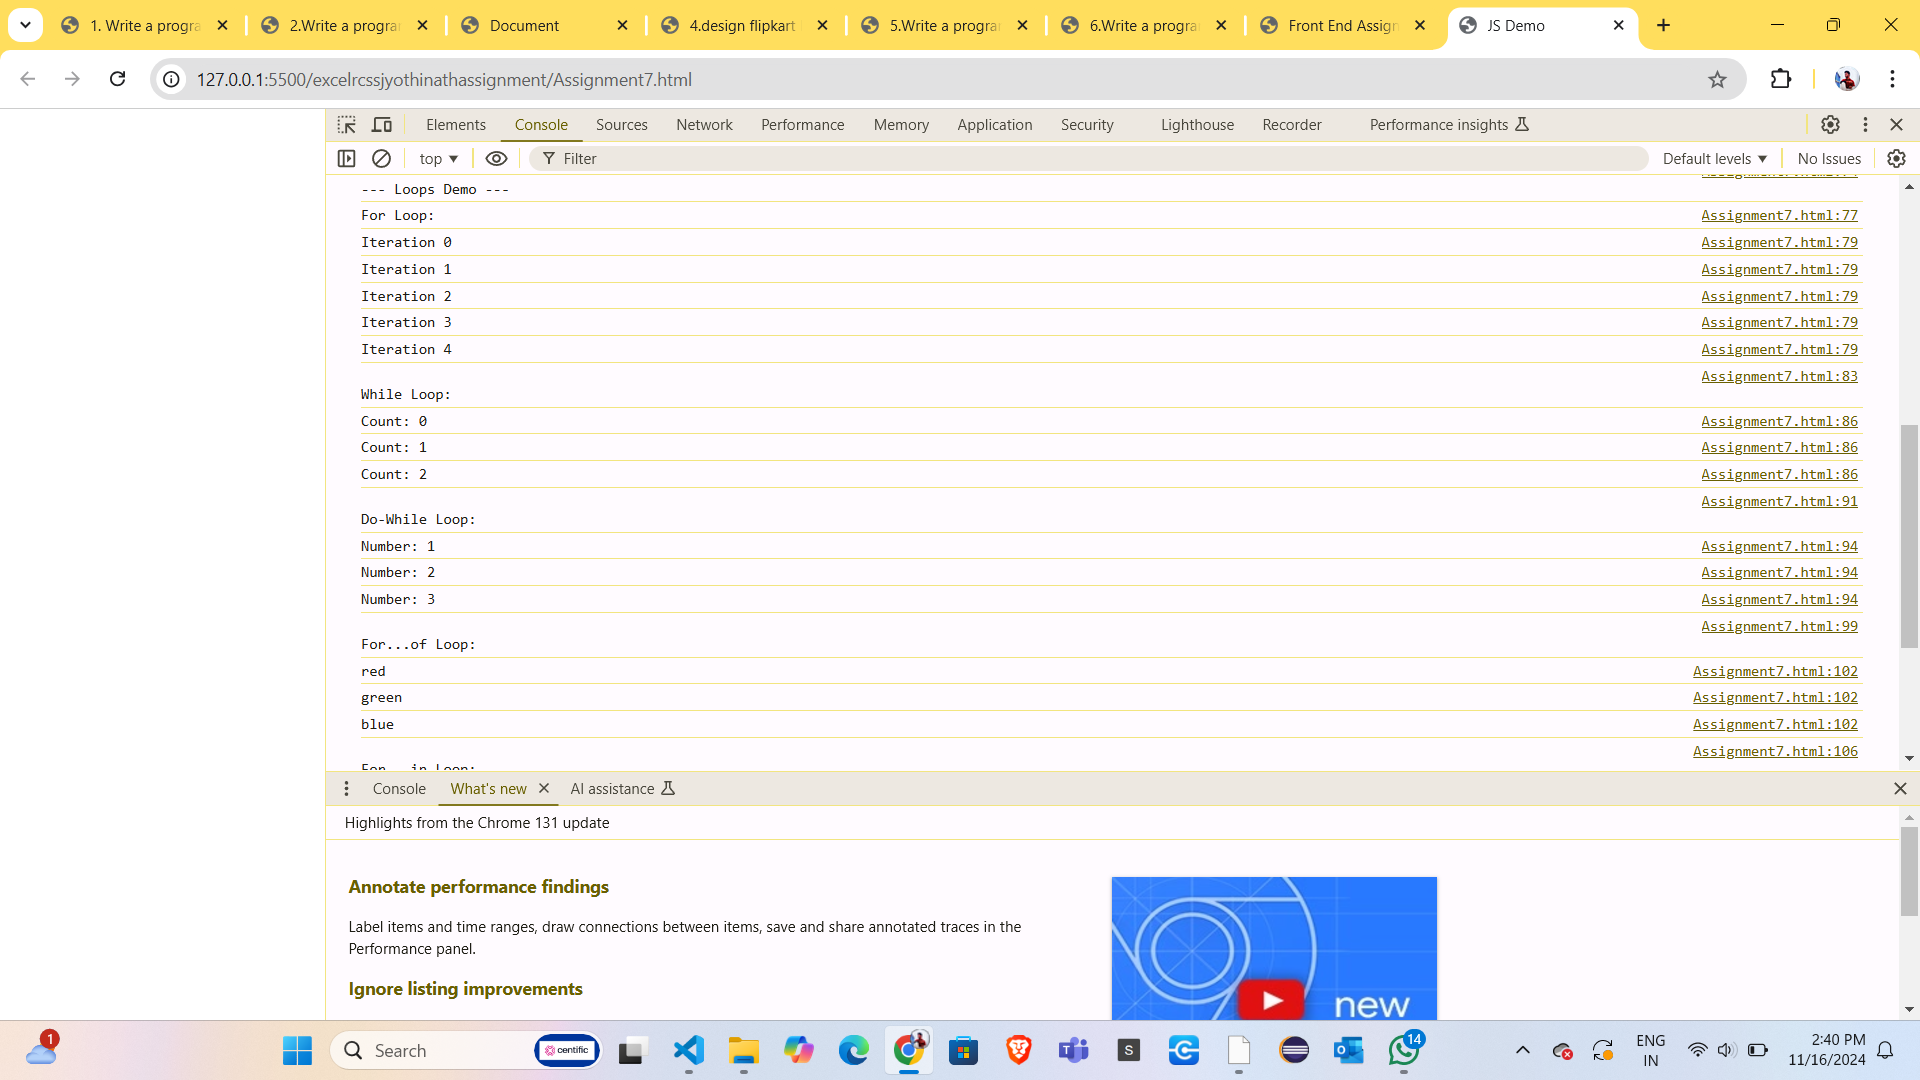 1. Write a progra
2.Write a progra
Document
4.design flipkart
5.Write a progra
6.Write a progra
Front End Assign
JS Demo
127.0.0.1:5500/excelrcssjyothinathassignment/Assignment7.html
Elements Console Sources Network Performance Memory Application Security Lighthouse Recorder Performance insights
top Filter Default levels No Issues
--- Loops Demo ---
For Loop: Assignment7.html:77
Iteration 0 Assignment7.html:79
Iteration 1 Assignment7.html:79
Iteration 2 Assignment7.html:79
Iteration 3 Assignment7.html:79
Iteration 4 Assignment7.html:79
Assignment7.html:83
While Loop:
Count: 0 Assignment7.html:86
Count: 1 Assignment7.html:86
Count: 2 Assignment7.html:86
Assignment7.html:91
Do-While Loop:
Number: 1 Assignment7.html:94
Number: 2 Assignment7.html:94
Number: 3 Assignment7.html:94
Assignment7.html:99
For...of Loop:
red Assignment7.html:102
green Assignment7.html:102
blue Assignment7.html:102
Assignment7.html:106
For...in Loop:
Console What's new AI assistance
Highlights from the Chrome 131 update
Annotate performance findings
Label items and time ranges, draw connections between items, save and share annotated traces in the
Performance panel.
Ignore listing improvements
new
1
Search
centific
S
14
ENG
IN
2:40 PM
11/16/2024